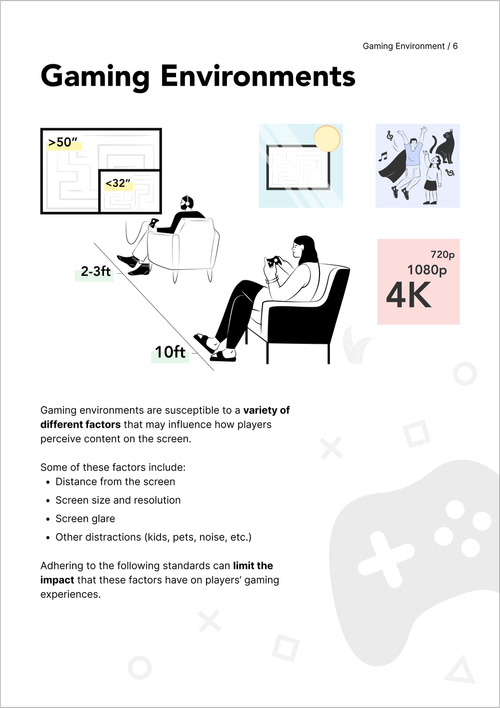 Gaming Environment / 6
Gaming Environments
>50”
<32”
2-3ft
10ft
720p
1080p
4K
Gaming environments are susceptible to a variety of
different factors that may influence how players
perceive content on the screen.
Some of these factors include:
• Distance from the screen
• Screen size and resolution
• Screen glare
• Other distractions (kids, pets, noise, etc.)
Adhering to the following standards can limit the
impact that these factors have on players’ gaming
experiences.